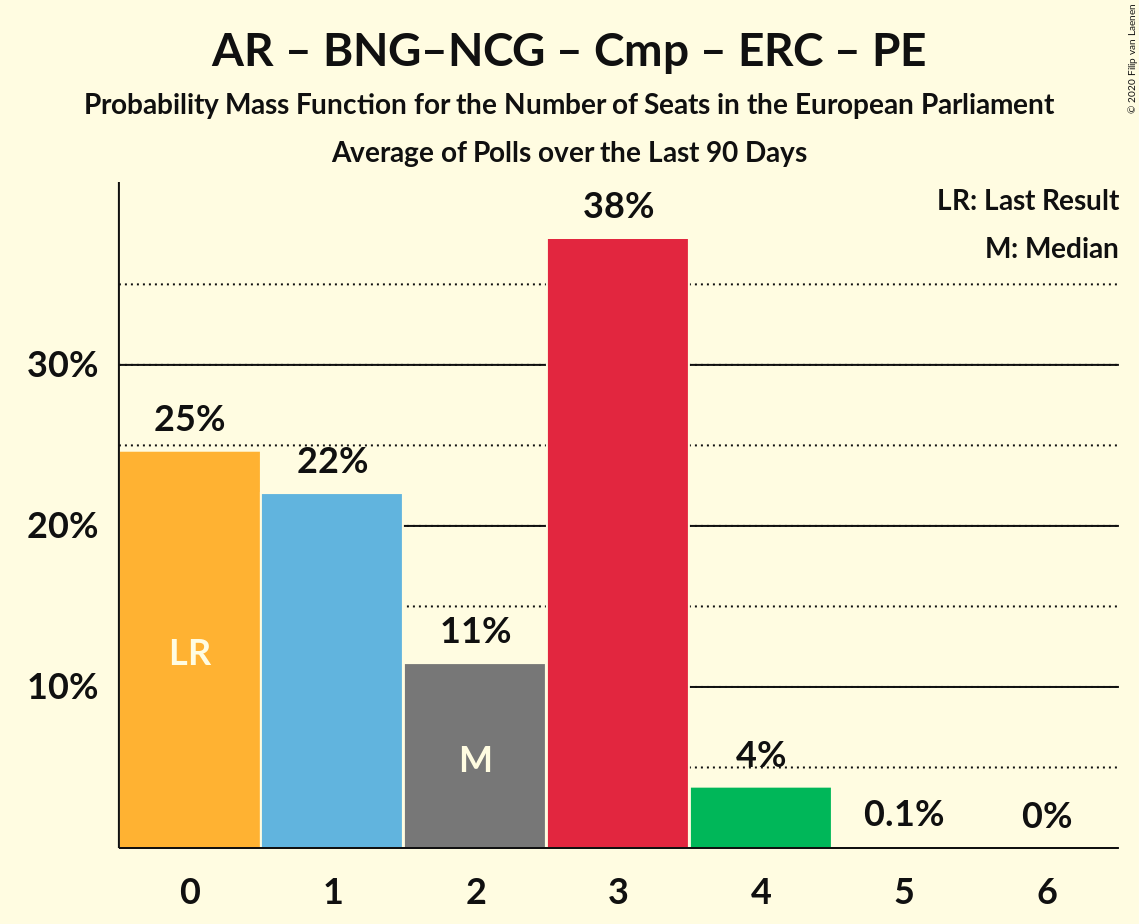 AR – BNG–NCG – Cmp – ERC – PE
Probability Mass Function for the Number of Seats in the European Parliament
Average of Polls over the Last 90 Days
© 2020 Filip van Laenen
LR: Last Result
M: Median
38%
30%
25%
22%
20%
11%
LR
10%
M
4%
0.1%
0%
0 1 2 3 4 5 6